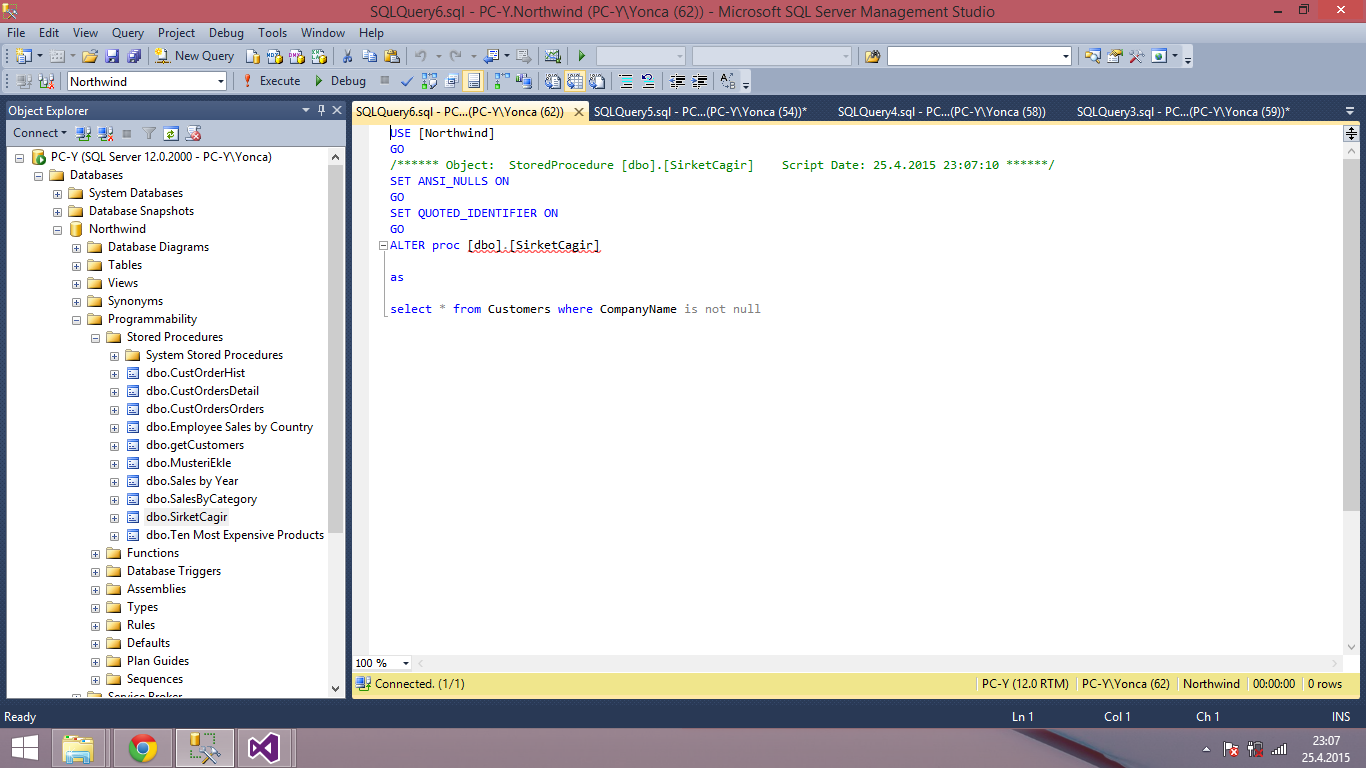 SQLQuery6.sql - PC-Y.Northwind (PC-Y\Yonca (62)) - Microsoft SQL Server Management Studio
File Edit View Query Project Debug Tools Window Help
New Query
Northwind Execute Debug
Object Explorer
SQLQuery6.sql - PC...(PC-Y\Yonca (62)) SQLQuery5.sql - PC...(PC-Y\Yonca (54))* SQLQuery4.sql - PC...(PC-Y\Yonca (58)) SQLQuery3.sql - PC...(PC-Y\Yonca (59))*
Connect
PC-Y (SQL Server 12.0.2000 - PC-Y\Yonca)
Databases
System Databases
Database Snapshots
Northwind
Database Diagrams
Tables
Views
Synonyms
Programmability
Stored Procedures
System Stored Procedures
dbo.CustOrderHist
dbo.CustOrdersDetail
dbo.CustOrdersOrders
dbo.Employee Sales by Country
dbo.getCustomers
dbo.MusteriEkle
dbo.Sales by Year
dbo.SalesByCategory
dbo.SirketCagir
dbo.Ten Most Expensive Products
Functions
Database Triggers
Assemblies
Types
Rules
Defaults
Plan Guides
Sequences
Service Broker
USE [Northwind]
GO
/****** Object:  StoredProcedure [dbo].[SirketCagir]    Script Date: 25.4.2015 23:07:10 ******/
SET ANSI_NULLS ON
GO
SET QUOTED_IDENTIFIER ON
GO
ALTER proc [dbo].[SirketCagir]
as
select * from Customers where CompanyName is not null
100 %
Connected. (1/1) PC-Y (12.0 RTM) PC-Y\Yonca (62) Northwind 00:00:00 0 rows
Ready Ln 1 Col 1 Ch 1 INS
23:07
25.4.2015